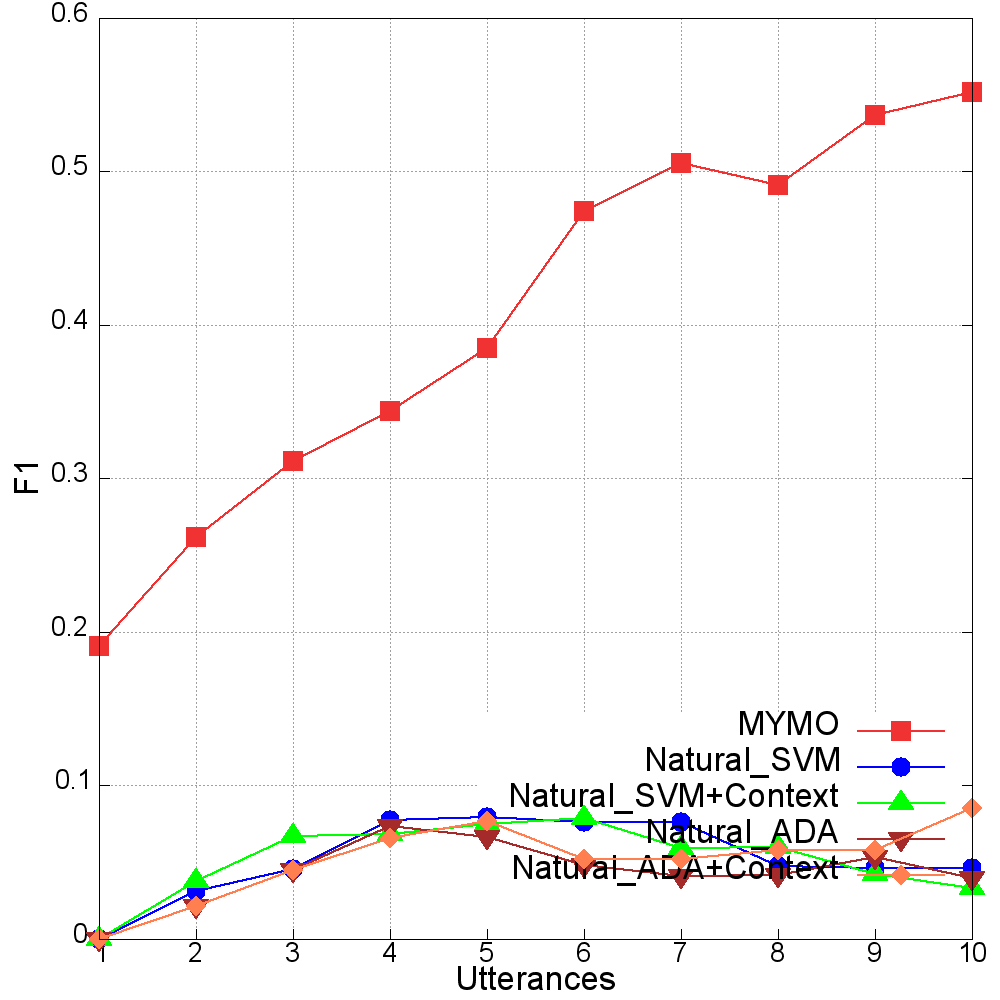 0.6
0.5
0.4
0.3
0.2
0.1
0
F1
MYMO
Natural_SVM
Natural_SVM+Context
Natural_ADA
Natural_ADA+Context
1 2 3 4 5 6 7 8 9 10
Utterances